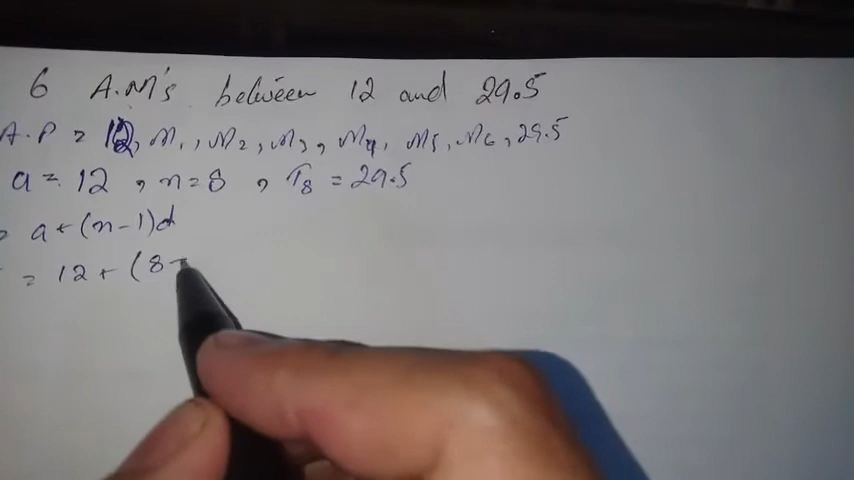 6 A.M's between 12 and 29.5
A.P = 12, M₁, M₂, M₃, M₄, M₅, M₆, 29.5
a = 12, n = 8, T₈ = 29.5
= a + (n-1)d
= 12 + (8-